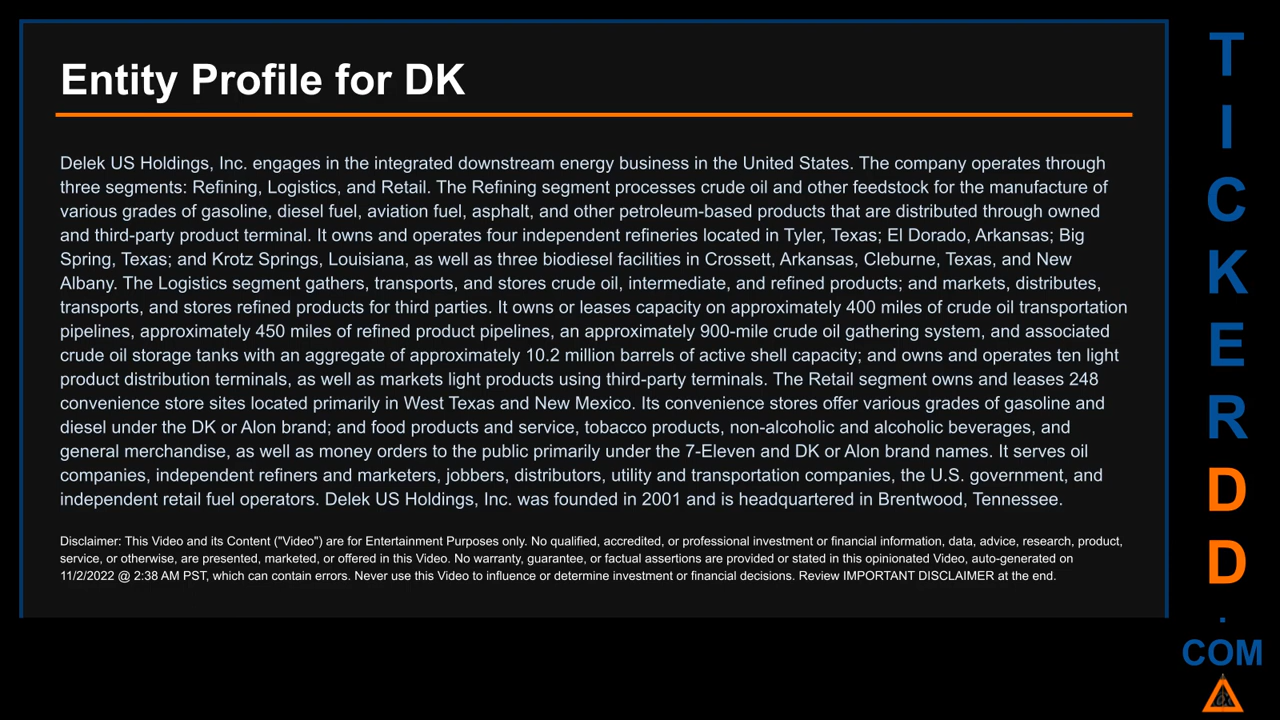 Entity Profile for DK
Delek US Holdings, Inc. engages in the integrated downstream energy business in the United States. The company operates through
three segments: Refining, Logistics, and Retail. The Refining segment processes crude oil and other feedstock for the manufacture of
various grades of gasoline, diesel fuel, aviation fuel, asphalt, and other petroleum-based products that are distributed through owned
and third-party product terminal. It owns and operates four independent refineries located in Tyler, Texas; El Dorado, Arkansas; Big
Spring, Texas; and Krotz Springs, Louisiana, as well as three biodiesel facilities in Crossett, Arkansas, Cleburne, Texas, and New
Albany. The Logistics segment gathers, transports, and stores crude oil, intermediate, and refined products; and markets, distributes,
transports, and stores refined products for third parties. It owns or leases capacity on approximately 400 miles of crude oil transportation
pipelines, approximately 450 miles of refined product pipelines, an approximately 900-mile crude oil gathering system, and associated
crude oil storage tanks with an aggregate of approximately 10.2 million barrels of active shell capacity; and owns and operates ten light
product distribution terminals, as well as markets light products using third-party terminals. The Retail segment owns and leases 248
convenience store sites located primarily in West Texas and New Mexico. Its convenience stores offer various grades of gasoline and
diesel under the DK or Alon brand; and food products and service, tobacco products, non-alcoholic and alcoholic beverages, and
general merchandise, as well as money orders to the public primarily under the 7-Eleven and DK or Alon brand names. It serves oil
companies, independent refiners and marketers, jobbers, distributors, utility and transportation companies, the U.S. government, and
independent retail fuel operators. Delek US Holdings, Inc. was founded in 2001 and is headquartered in Brentwood, Tennessee.
Disclaimer: This Video and its Content ("Video") are for Entertainment Purposes only. No qualified, accredited, or professional investment or financial information, data, advice, research, product,
service, or otherwise, are presented, marketed, or offered in this Video. No warranty, guarantee, or factual assertions are provided or stated in this opinionated Video, auto-generated on
11/2/2022 @ 2:38 AM PST, which can contain errors. Never use this Video to influence or determine investment or financial decisions. Review IMPORTANT DISCLAIMER at the end.
T
I
C
K
E
R
D
D
.
COM